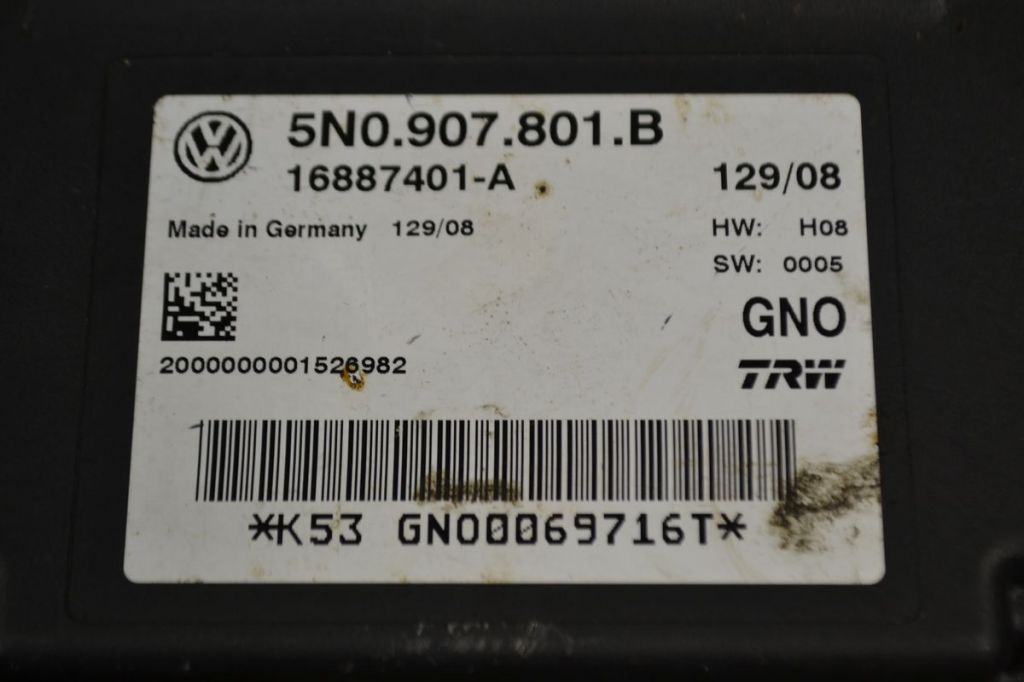 5N0.907.801.B
16887401-A 129/08
Made in Germany 129/08 HW: H08
SW: 0005
GNO
2000000001526982 TRW
*K53 GNO0069716T*